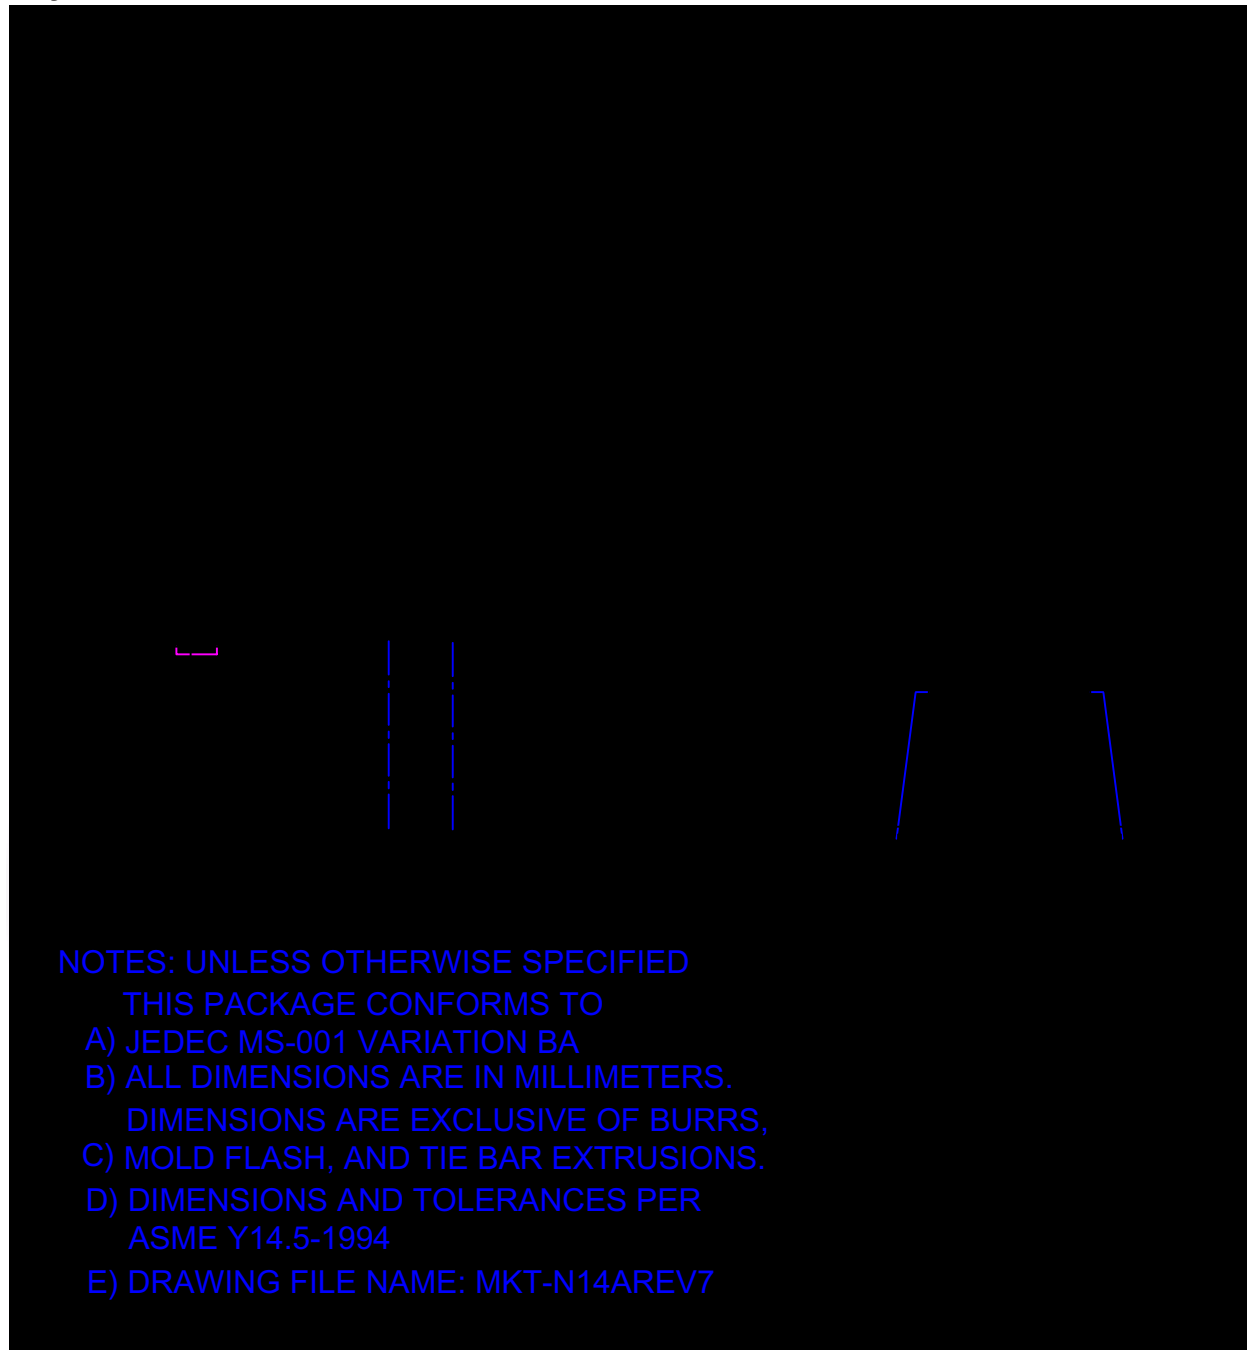 NOTES: UNLESS OTHERWISE SPECIFIED
THIS PACKAGE CONFORMS TO
A) JEDEC MS-001 VARIATION BA
B) ALL DIMENSIONS ARE IN MILLIMETERS.
DIMENSIONS ARE EXCLUSIVE OF BURRS,
C) MOLD FLASH, AND TIE BAR EXTRUSIONS.
D) DIMENSIONS AND TOLERANCES PER
ASME Y14.5-1994
E) DRAWING FILE NAME: MKT-N14AREV7